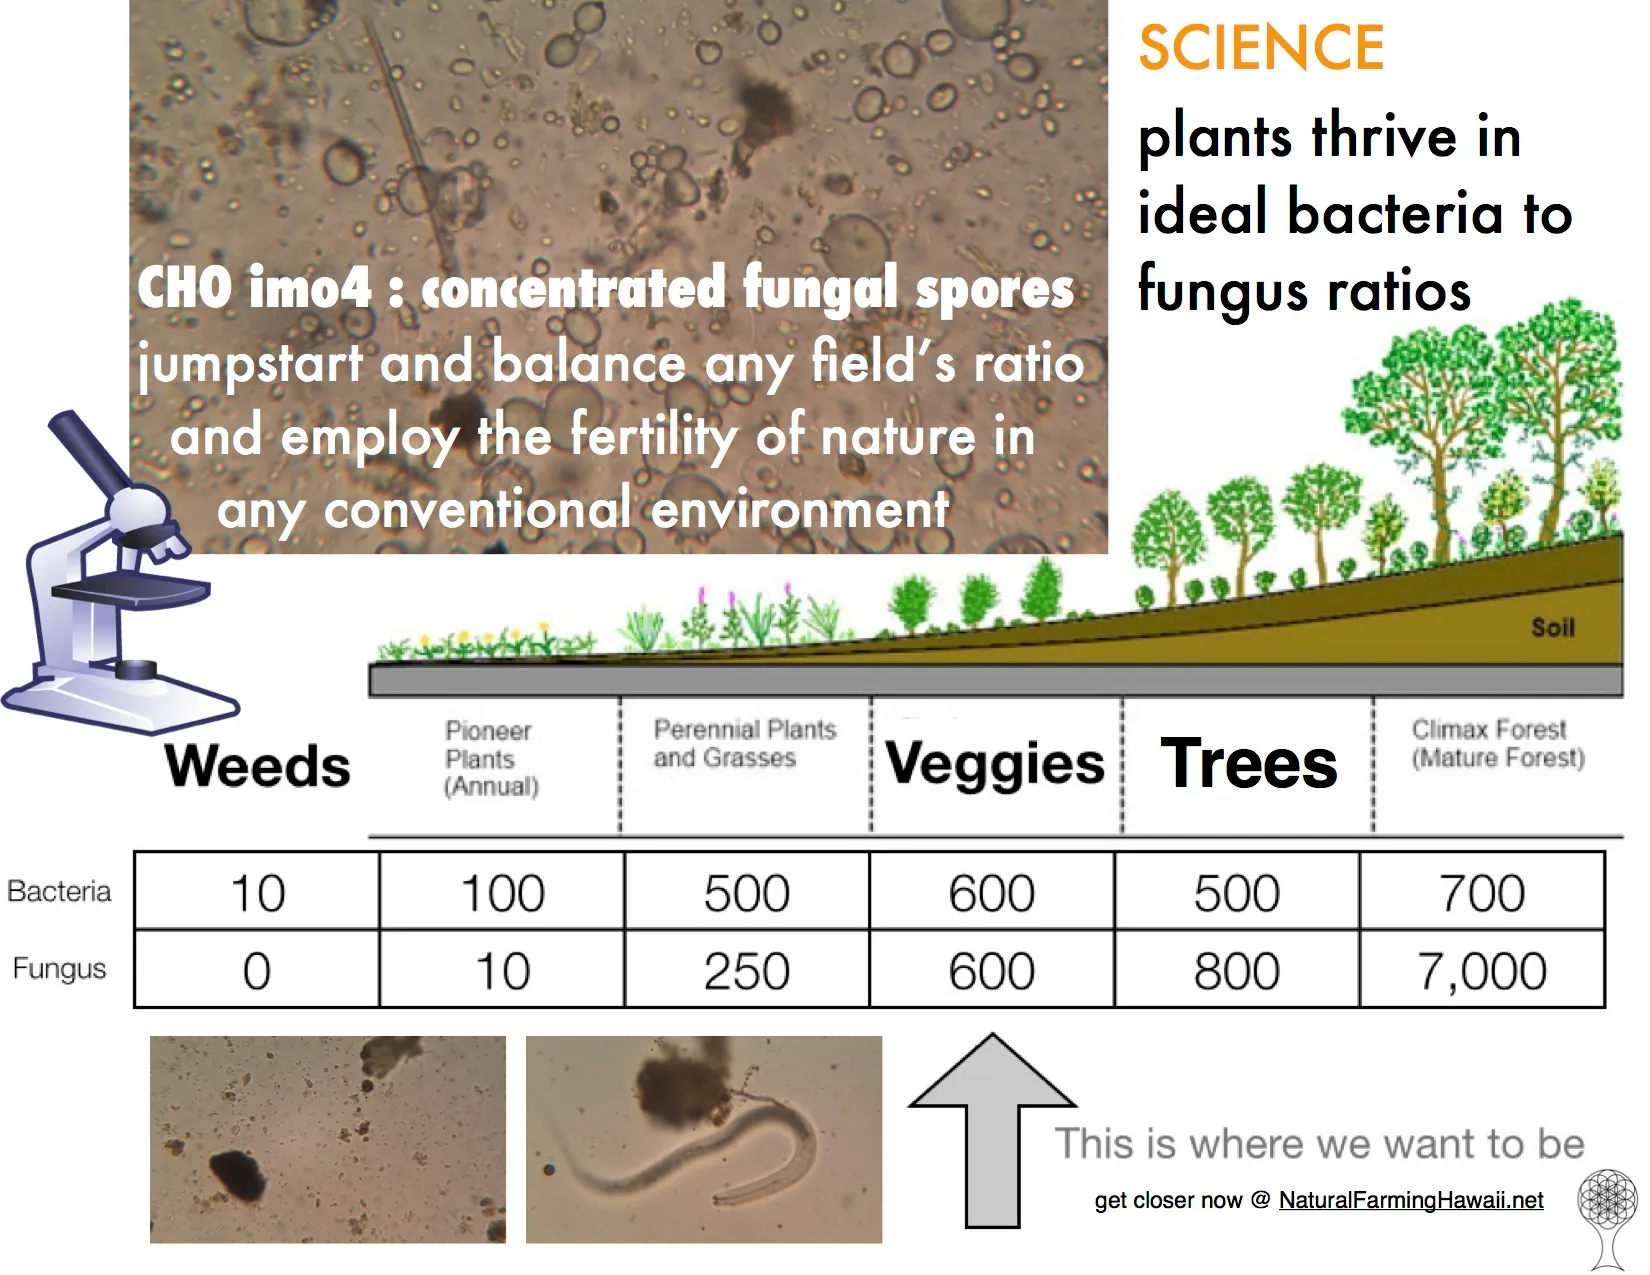 SCIENCE
plants thrive in
ideal bacteria to
fungus ratios
CHO imo4 : concentrated fungal spores
jumpstart and balance any field's ratio
and employ the fertility of nature in
any conventional environment
Soil
Weeds
Pioneer
Plants
(Annual)
Perennial Plants
and Grasses
Veggies
Trees
Climax Forest
(Mature Forest)
Bacteria 10 100 500 600 500 700
Fungus 0 10 250 600 800 7,000
This is where we want to be
get closer now @ NaturalFarmingHawaii.net